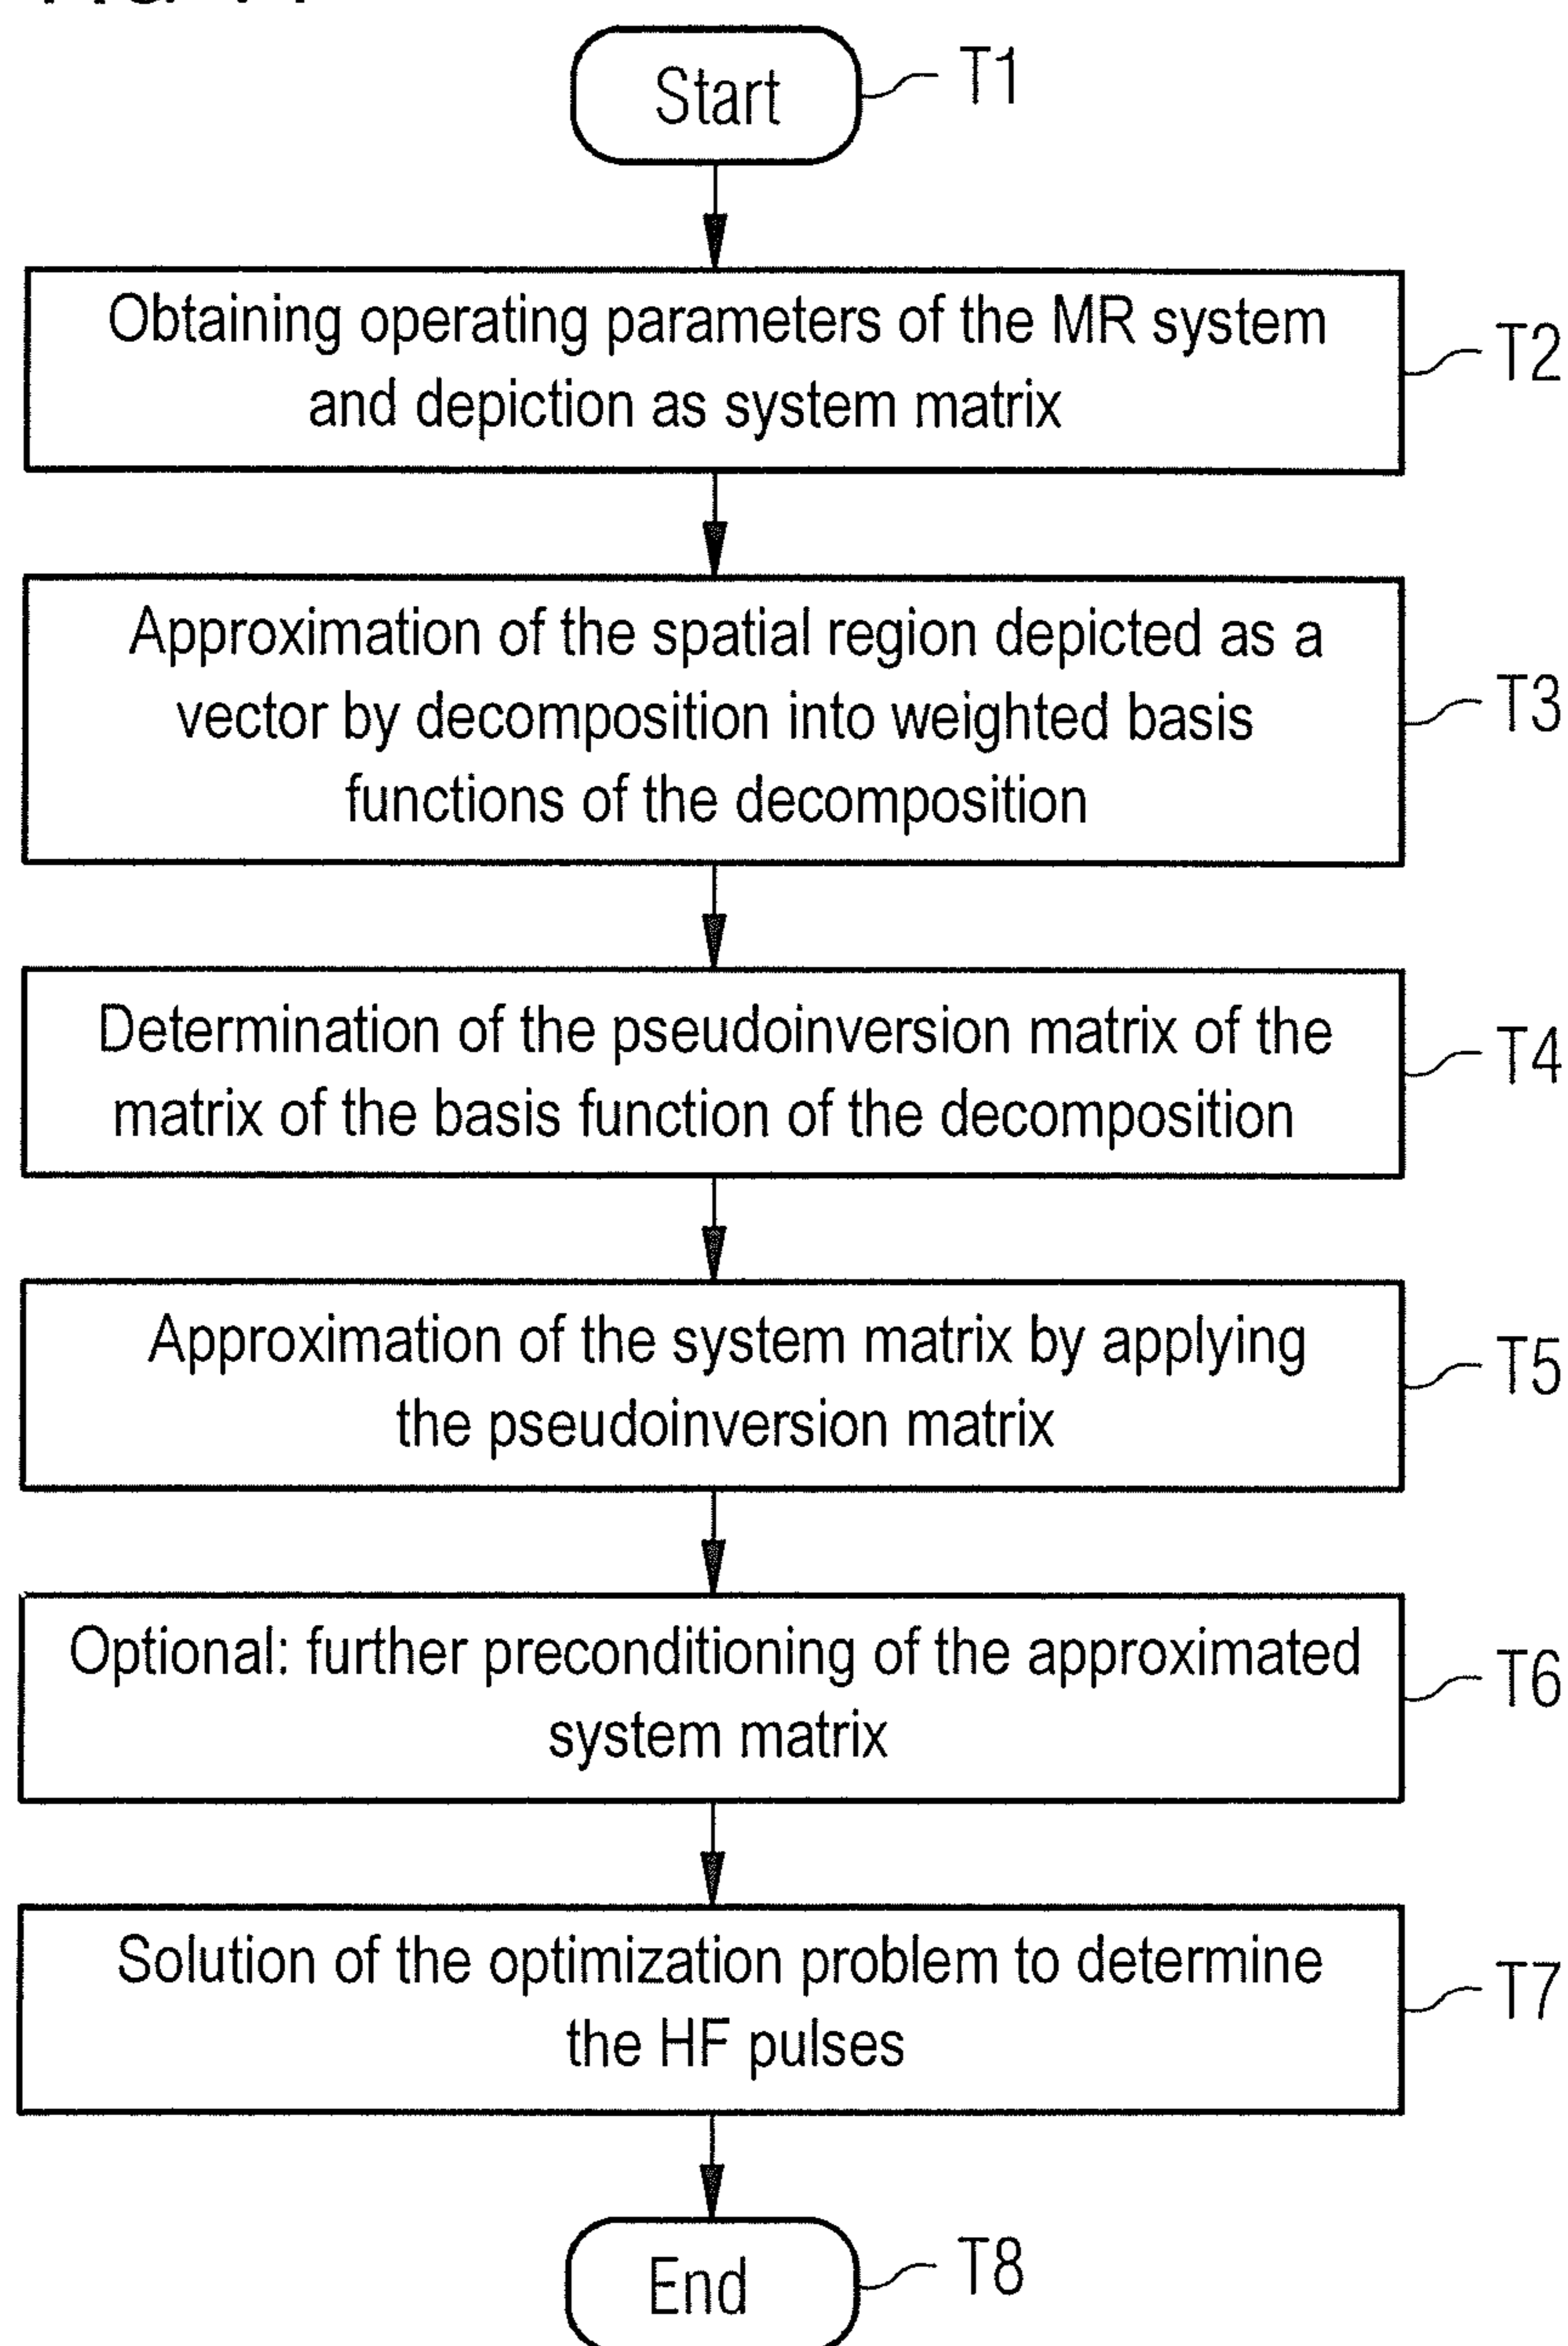 Start
T1
Obtaining operating parameters of the MR system
and depiction as system matrix
T2
Approximation of the spatial region depicted as a
vector by decomposition into weighted basis
functions of the decomposition
T3
Determination of the pseudoinversion matrix of the
matrix of the basis function of the decomposition
T4
Approximation of the system matrix by applying
the pseudoinversion matrix
T5
Optional: further preconditioning of the approximated
system matrix
T6
Solution of the optimization problem to determine
the HF pulses
T7
End
T8